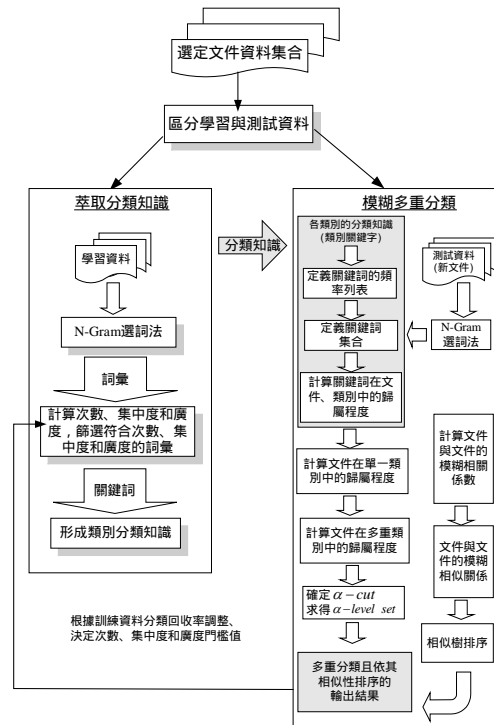 選定文件資料集合
區分學習與測試資料
萃取分類知識
學習資料
N-Gram選詞法
詞彙
計算次數、集中度和廣
度，篩選符合次數、集
中度和廣度的詞彙
關鍵詞
形成類別分類知識
根據訓練資料分類回收率調整、
決定次數、集中度和廣度門檻值
分類知識
模糊多重分類
各類別的分類知識
(類別關鍵字)
定義關鍵詞的頻
率列表
定義關鍵詞
集合
計算關鍵詞在文
件、類別中的歸
屬程度
測試資料
(新文件)
N-Gram
選詞法
計算文件在單一類
別中的歸屬程度
計算文件在多重類
別中的歸屬程度
確定 α－cut
求得 α-level set
多重分類且依其
相似性排序的
輸出結果
計算文件
與文件的
模糊相關
係數
文件與文
件的模糊
相似關係
相似樹排序